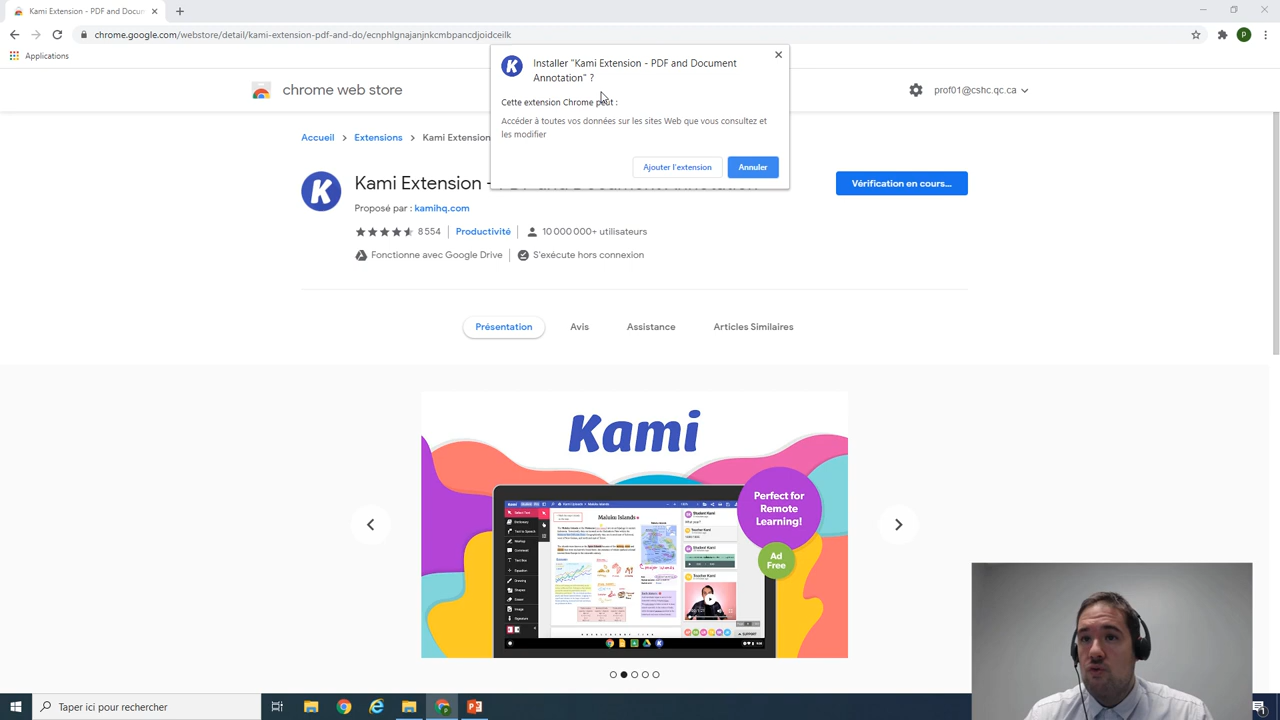 Kami Extension - PDF and Docum
chrome.google.com/webstore/detail/kami-extension-pdf-and-do/ecnphlgnajanjnkcmbpancdjoidceilk
P
Applications
Installer "Kami Extension - PDF and Document
Annotation" ?
Cette extension Chrome peut :
Accéder à toutes vos données sur les sites Web que vous consultez et
les modifier
Ajouter l'extension
Annuler
chrome web store
prof01@cshc.qc.ca
Accueil
Extensions
Kami Extension
K
Kami Extension -
Vérification en cours...
Proposé par : kamihq.com
8 554
Productivité
10 000 000+ utilisateurs
Fonctionne avec Google Drive
S'exécute hors connexion
Présentation
Avis
Assistance
Articles Similaires
Kami
Perfect for
Remote
Learning!
Ad
Free
Maluku Islands
Taper ici pour rechercher